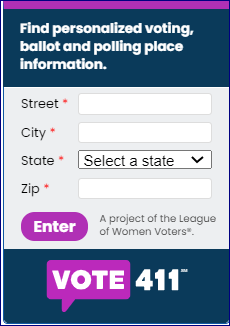 Find personalized voting,
ballot and polling place
information.
Street *
City *
State * Select a state
Zip *
Enter
A project of the League
of Women Voters®.
VOTE 411™